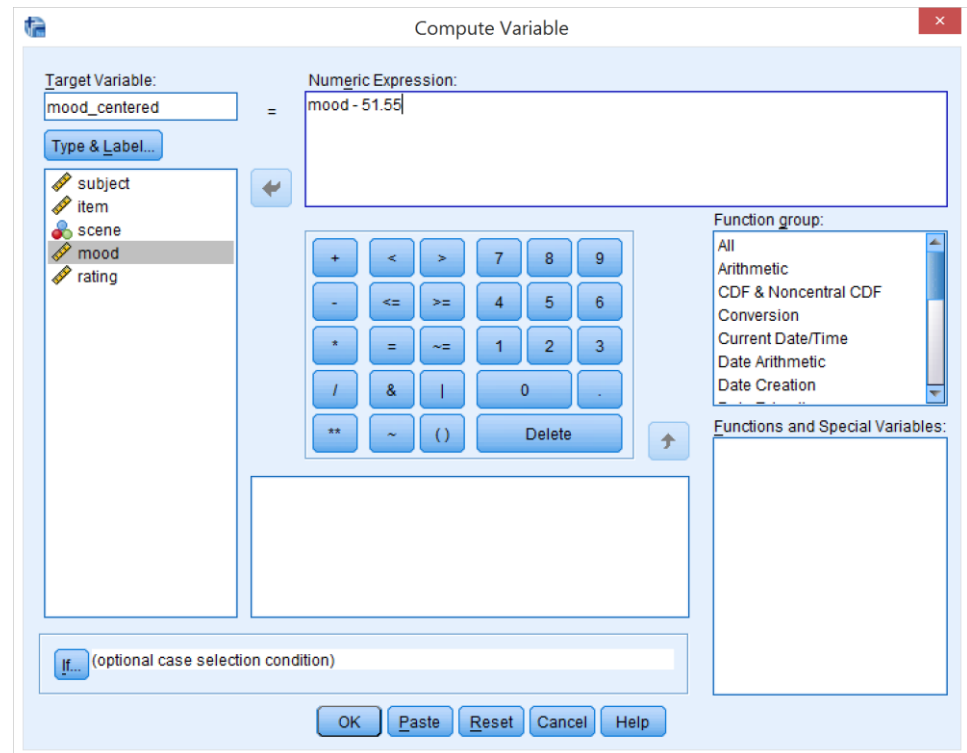 Compute Variable
×
Target Variable:
mood_centered
=
Numeric Expression:
mood - 51.55
Type & Label...
subject
item
scene
mood
rating
+ < > 7 8 9
- <= >= 4 5 6
* = ~= 1 2 3
/ & | 0 .
** ~ ( ) Delete
Function group:
All
Arithmetic
CDF & Noncentral CDF
Conversion
Current Date/Time
Date Arithmetic
Date Creation
Functions and Special Variables:
If... (optional case selection condition)
OK Paste Reset Cancel Help